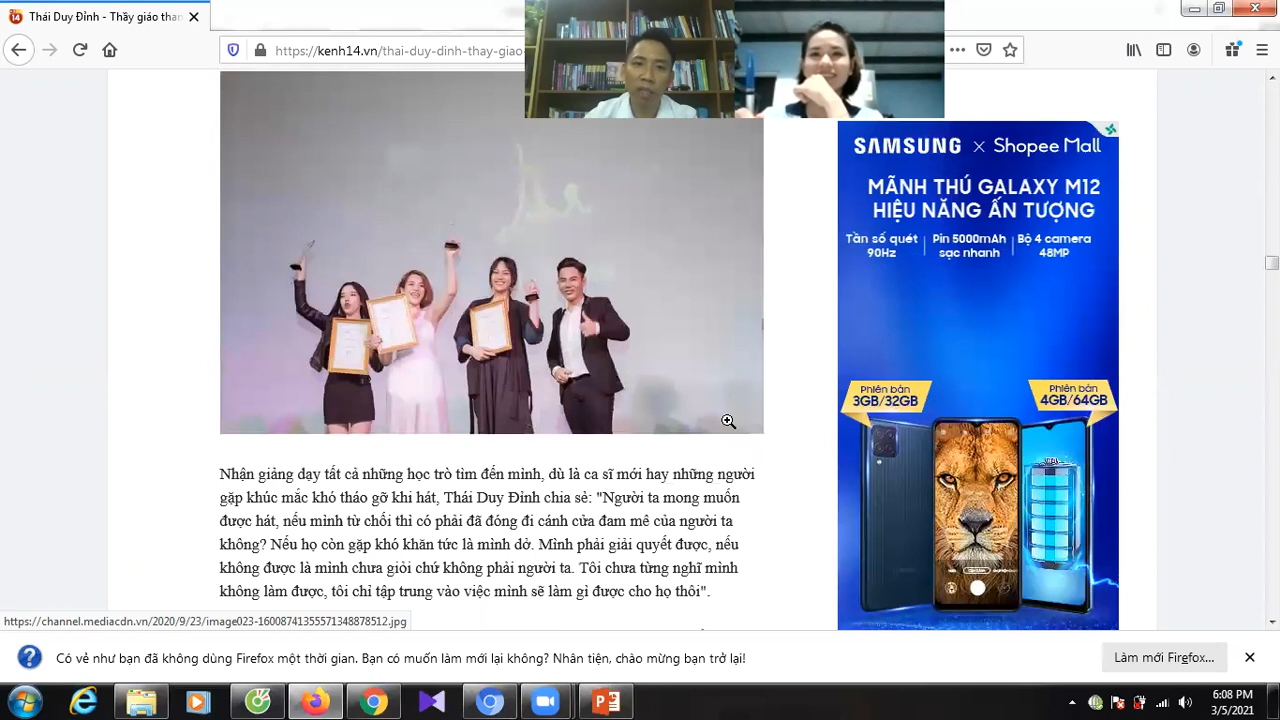 Thái Duy Đình - Thầy giáo than
https://kenh14.vn/thai-duy-dinh-thay-giao
SAMSUNG × Shopee Mall
MÃNH THÚ GALAXY M12
HIỆU NĂNG ẤN TƯỢNG
Tần số quét
90Hz
Pin 5000mAh
sạc nhanh
Bộ 4 camera
48MP
Phiên bản
3GB/32GB
Phiên bản
4GB/64GB
Nhận giảng dạy tất cả những học trò tìm đến mình, dù là ca sĩ mới hay những người
gặp khúc mắc khó tháo gỡ khi hát, Thái Duy Đình chia sẻ: "Người ta mong muốn
được hát, nếu mình từ chối thì có phải đã đóng đi cánh cửa đam mê của người ta
không? Nếu họ còn gặp khó khăn tức là mình dở. Mình phải giải quyết được, nếu
không được là mình chưa giỏi chứ không phải người ta. Tôi chưa từng nghĩ mình
không làm được, tôi chỉ tập trung vào việc mình sẽ làm gì được cho họ thôi".
https://channel.mediacdn.vn/2020/9/23/image023-16008741355571348878512.jpg
Có vẻ như bạn đã không dùng Firefox một thời gian. Bạn có muốn làm mới lại không? Nhân tiện, chào mừng bạn trở lại!
Làm mới Firefox...
6:08 PM
3/5/2021